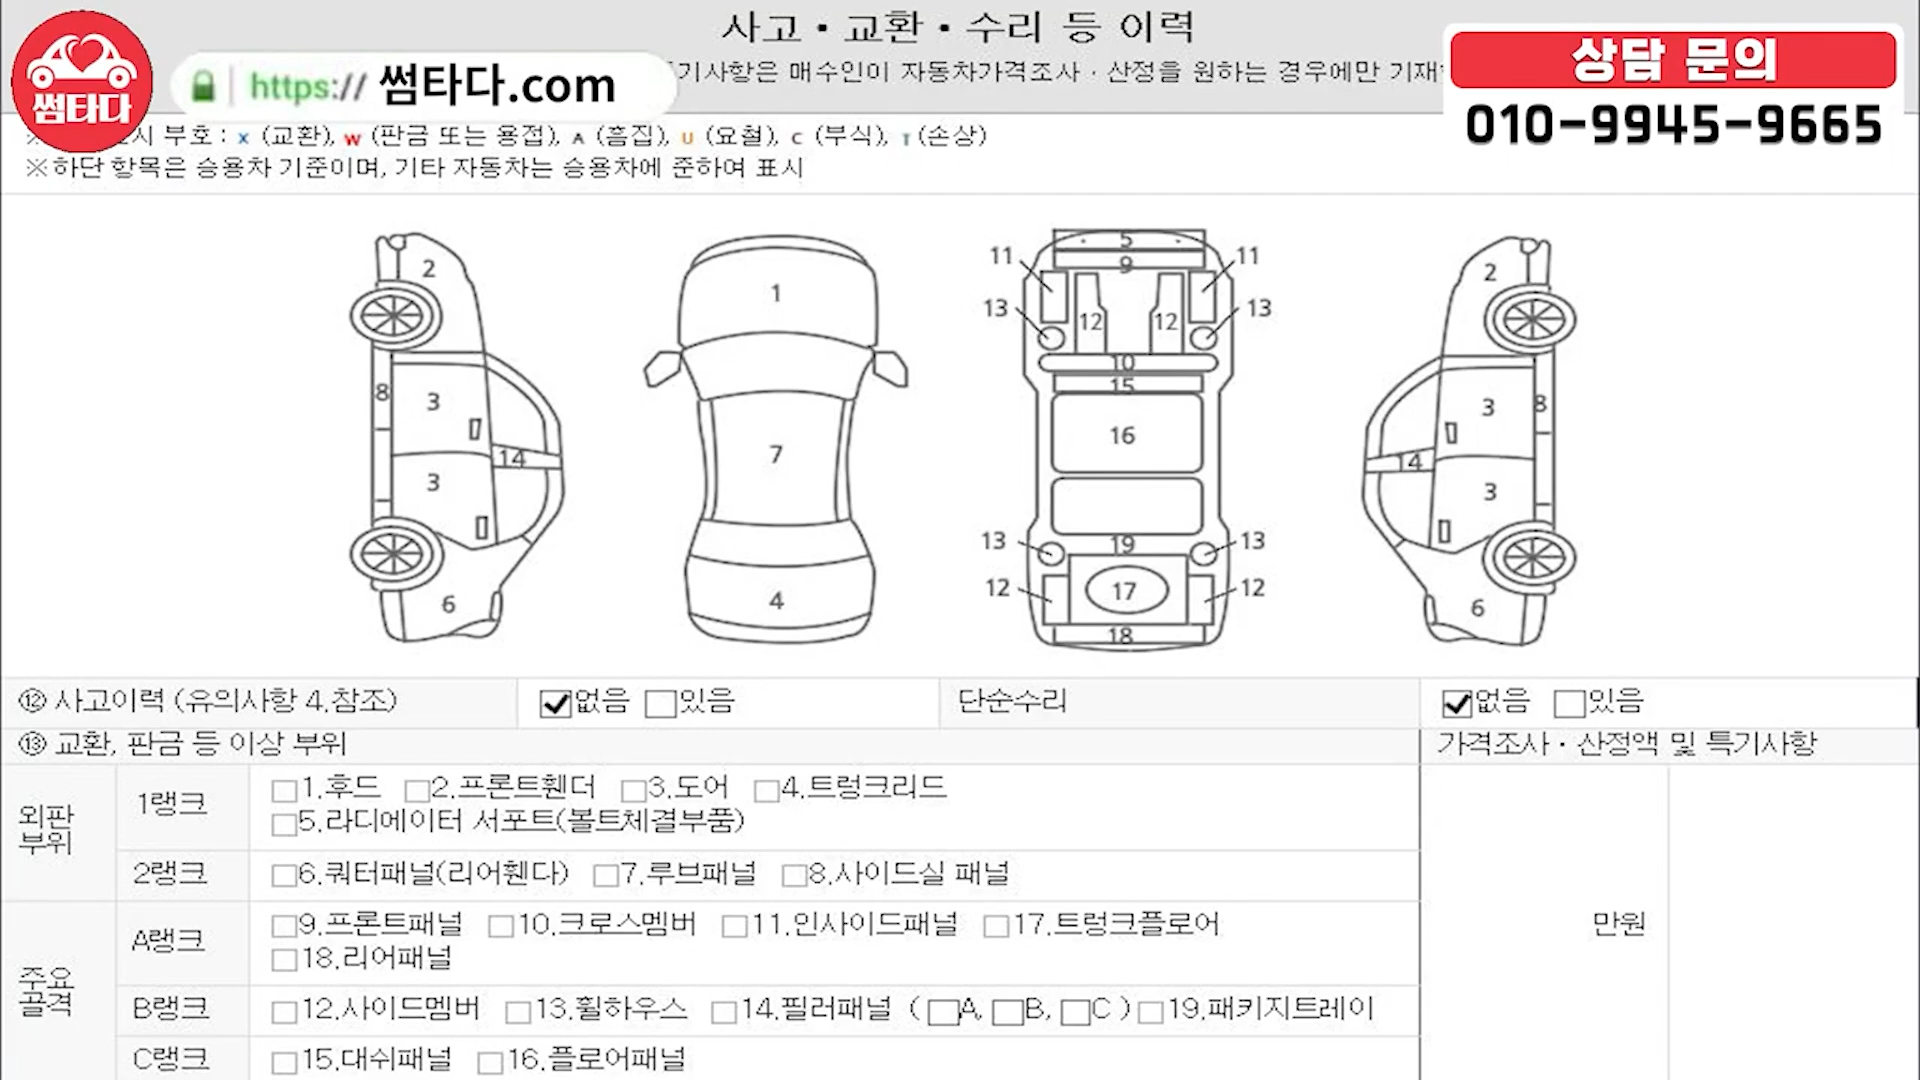 사고 · 교환 · 수리 등 이력
썸타다
https:// 썸타다.com
기사항은 매수인이 자동차가격조사 · 산정을 원하는 경우에만 기재
상담 문의
010-9945-9665
부호 : X (교환), W (판금 또는 용접), A (흠집), U (요철), C (부식), T (손상)
※ 하단 항목은 승용차 기준이며, 기타 자동차는 승용차에 준하여 표시
2
8
3
3
14
6
1
7
4
5
11
9
11
13
12
12
13
10
15
16
13
19
13
12
17
12
18
2
3
8
14
3
6
⑫ 사고이력 (유의사항 4.참조) 없음 있음 단순수리 없음 있음
⑬ 교환, 판금 등 이상 부위 가격조사 · 산정액 및 특기사항
외판 부위
1랭크 1.후드 2.프론트휀더 3.도어 4.트렁크리드
5.라디에이터 서포트(볼트체결부품)
2랭크 6.쿼터패널(리어휀다) 7.루브패널 8.사이드실 패널
주요 골격
A랭크 9.프론트패널 10.크로스멤버 11.인사이드패널 17.트렁크플로어
18.리어패널
만원
B랭크 12.사이드멤버 13.휠하우스 14.필러패널 ( A, B, C ) 19.패키지트레이
C랭크 15.대쉬패널 16.플로어패널